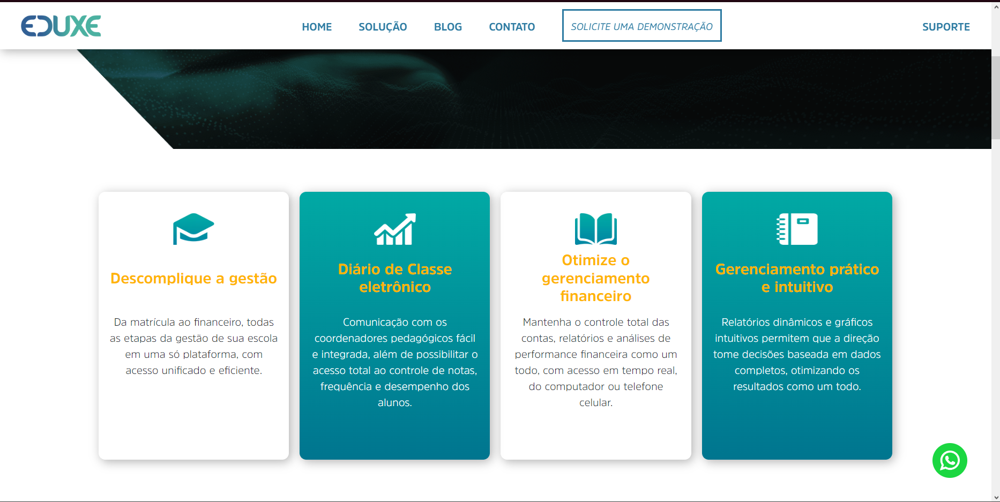 EDUXE
HOME SOLUÇÃO BLOG CONTATO SOLICITE UMA DEMONSTRAÇÃO SUPORTE
Descomplique a gestão
Da matrícula ao financeiro, todas
as etapas da gestão de sua escola
em uma só plataforma, com
acesso unificado e eficiente.
Diário de Classe
eletrônico
Comunicação com os
coordenadores pedagógicos fácil
e integrada, além de possibilitar o
acesso total ao controle de notas,
frequência e desempenho dos
alunos.
Otimize o
gerenciamento
financeiro
Mantenha o controle total das
contas, relatórios e análises de
performance financeira como um
todo, com acesso em tempo real,
do computador ou telefone
celular.
Gerenciamento prático
e intuitivo
Relatórios dinâmicos e gráficos
intuitivos permitem que a direção
tome decisões baseada em dados
completos, otimizando os
resultados como um todo.